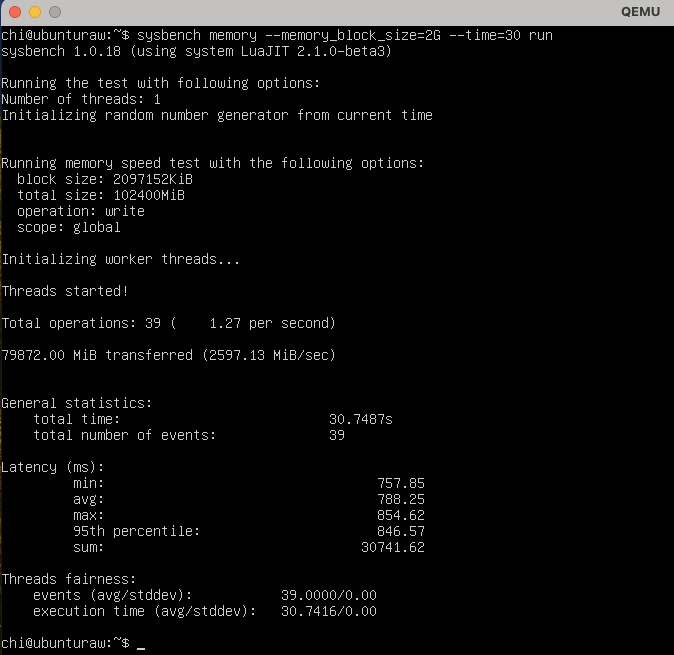 QEMU
chi@ubunturaw:~$ sysbench memory --memory_block_size=2G --time=30 run
sysbench 1.0.18 (using system LuaJIT 2.1.0-beta3)
Running the test with following options:
Number of threads: 1
Initializing random number generator from current time
Running memory speed test with the following options:
block size: 2097152KiB
total size: 102400MiB
operation: write
scope: global
Initializing worker threads...
Threads started!
Total operations: 39 (    1.27 per second)
79872.00 MiB transferred (2597.13 MiB/sec)
General statistics:
total time:                          30.7487s
total number of events:              39
Latency (ms):
min:                                  757.85
avg:                                  788.25
max:                                  854.62
95th percentile:                      846.57
sum:                                30741.62
Threads fairness:
events (avg/stddev):           39.0000/0.00
execution time (avg/stddev):   30.7416/0.00
chi@ubunturaw:~$ _